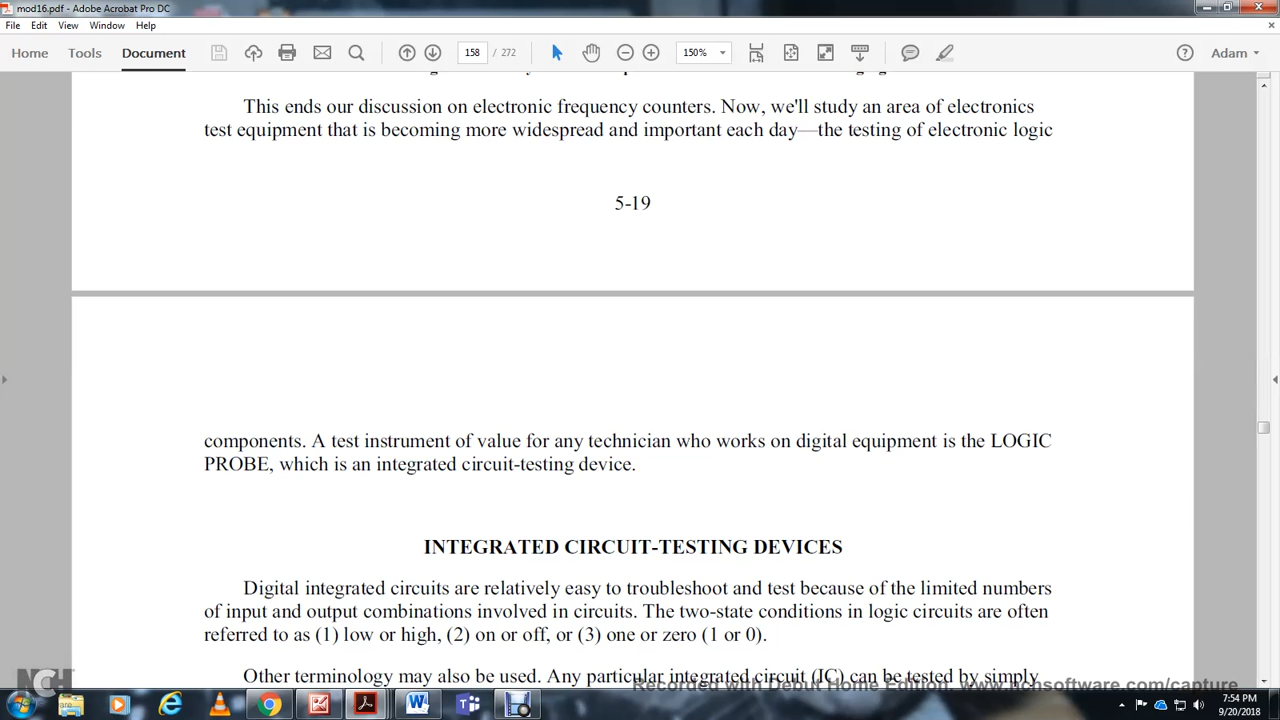 mod16.pdf - Adobe Acrobat Pro DC
File Edit View Window Help
Home Tools Document 158 / 272 150% Adam
This ends our discussion on electronic frequency counters. Now, we'll study an area of electronics
test equipment that is becoming more widespread and important each day—the testing of electronic logic
5-19
components. A test instrument of value for any technician who works on digital equipment is the LOGIC
PROBE, which is an integrated circuit-testing device.
INTEGRATED CIRCUIT-TESTING DEVICES
Digital integrated circuits are relatively easy to troubleshoot and test because of the limited numbers
of input and output combinations involved in circuits. The two-state conditions in logic circuits are often
referred to as (1) low or high, (2) on or off, or (3) one or zero (1 or 0).
Other terminology may also be used. Any particular integrated circuit (IC) can be tested by simply
Recorded with Debut Home Edition. www.nchsoftware.com/capture
NCH
7:54 PM
9/20/2018